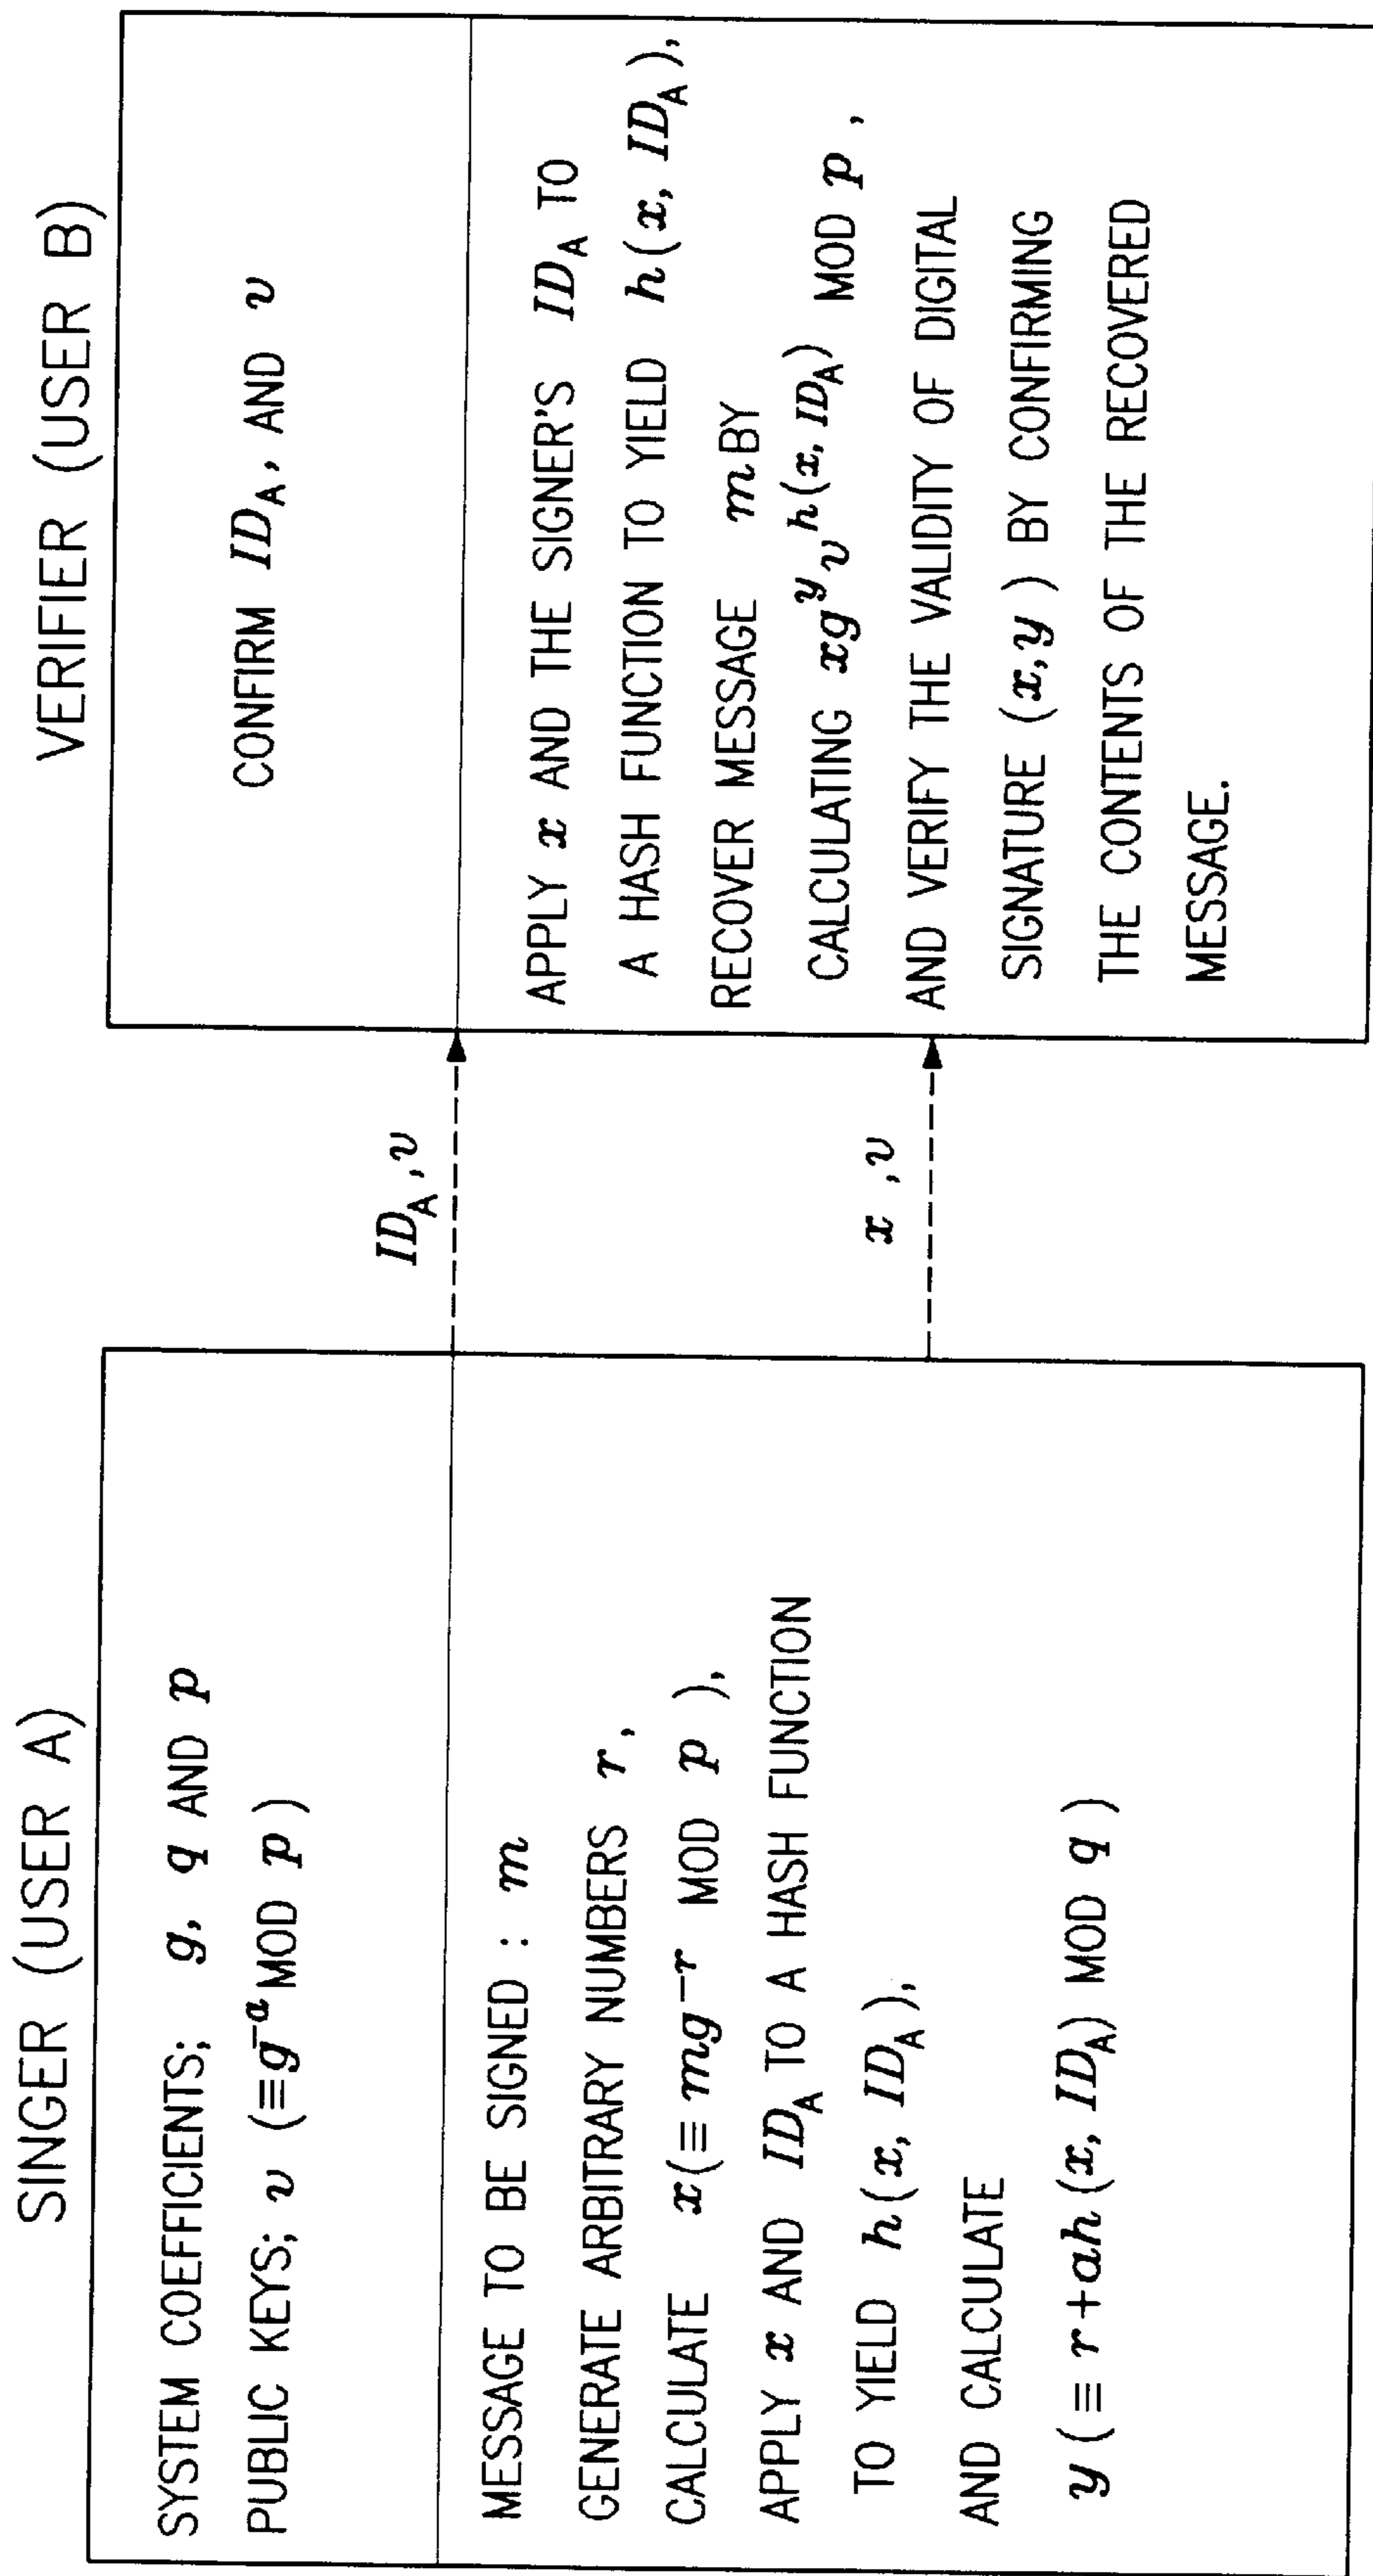 SINGER (USER A)
SYSTEM COEFFICIENTS; g, q AND p
PUBLIC KEYS; v (≡g^-a MOD p)
MESSAGE TO BE SIGNED : m
GENERATE ARBITRARY NUMBERS r,
CALCULATE x(≡ mg^-r MOD p),
APPLY x AND ID_A TO A HASH FUNCTION
TO YIELD h(x, ID_A),
AND CALCULATE
y (≡ r+ah (x, ID_A) MOD q )
ID_A, v
x ,v
VERIFIER (USER B)
CONFIRM ID_A, AND v
APPLY x AND THE SIGNER'S ID_A TO
A HASH FUNCTION TO YIELD h(x, ID_A),
RECOVER MESSAGE m BY
CALCULATING xg^y v^h(x, ID_A) MOD p ,
AND VERIFY THE VALIDITY OF DIGITAL
SIGNATURE (x,y ) BY CONFIRMING
THE CONTENTS OF THE RECOVERED
MESSAGE.